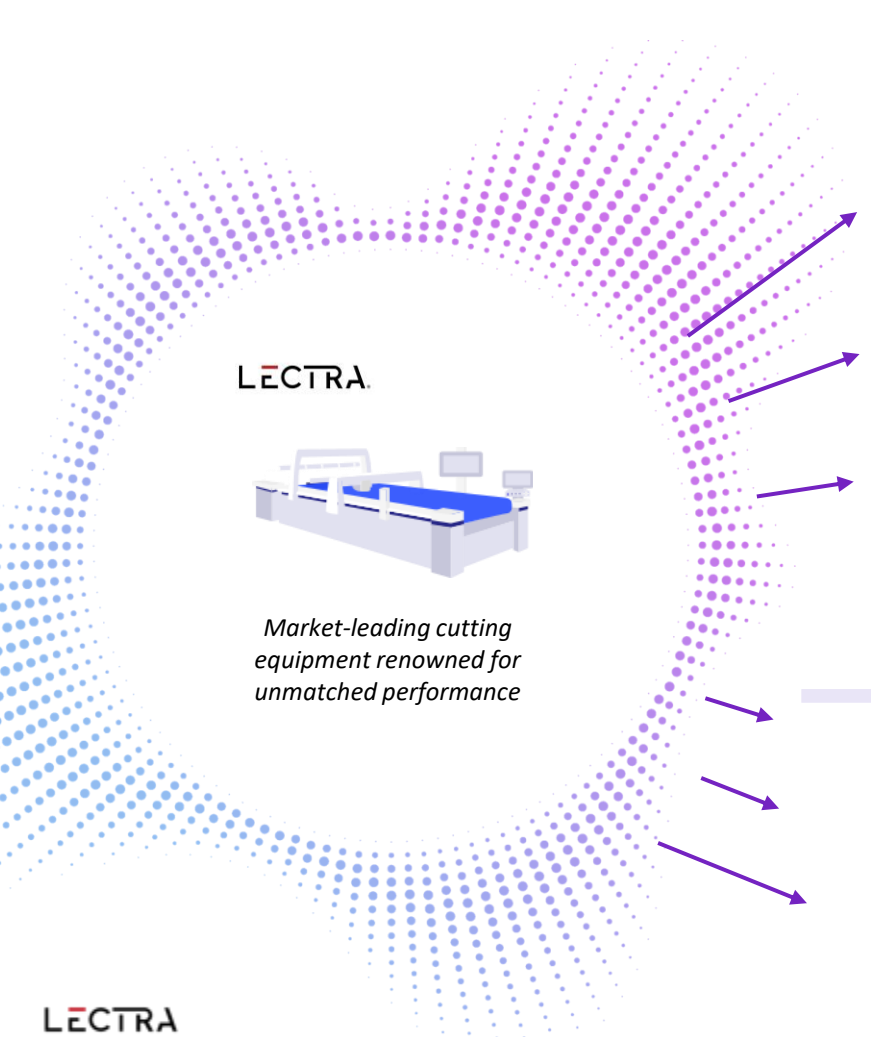 LECTRA
Market-leading cutting
equipment renowned for
unmatched performance
LECTRA